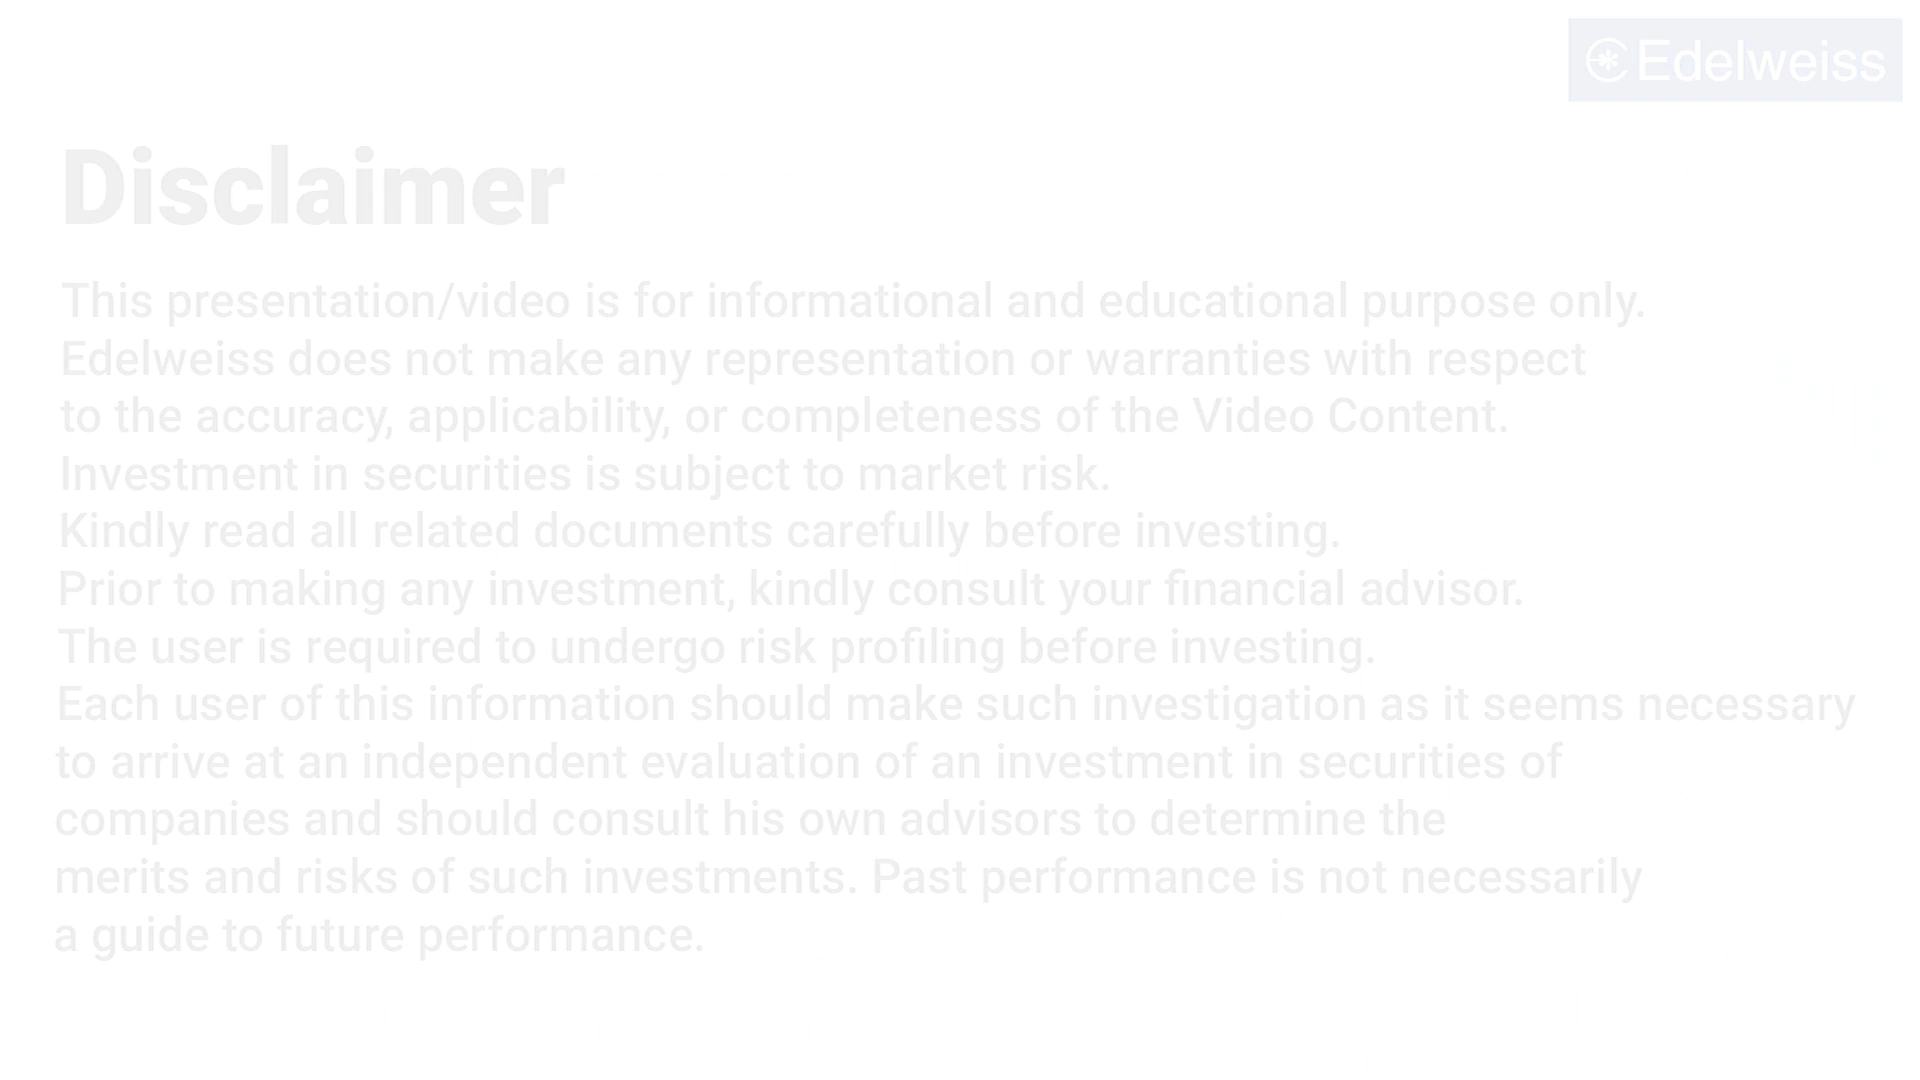 Edelweiss
Disclaimer
This presentation/video is for informational and educational purpose only.
Edelweiss does not make any representation or warranties with respect
to the accuracy, applicability, or completeness of the Video Content.
Investment in securities is subject to market risk.
Kindly read all related documents carefully before investing.
Prior to making any investment, kindly consult your financial advisor.
The user is required to undergo risk profiling before investing.
Each user of this information should make such investigation as it seems necessary
to arrive at an independent evaluation of an investment in securities of
companies and should consult his own advisors to determine the
merits and risks of such investments. Past performance is not necessarily
a guide to future performance.